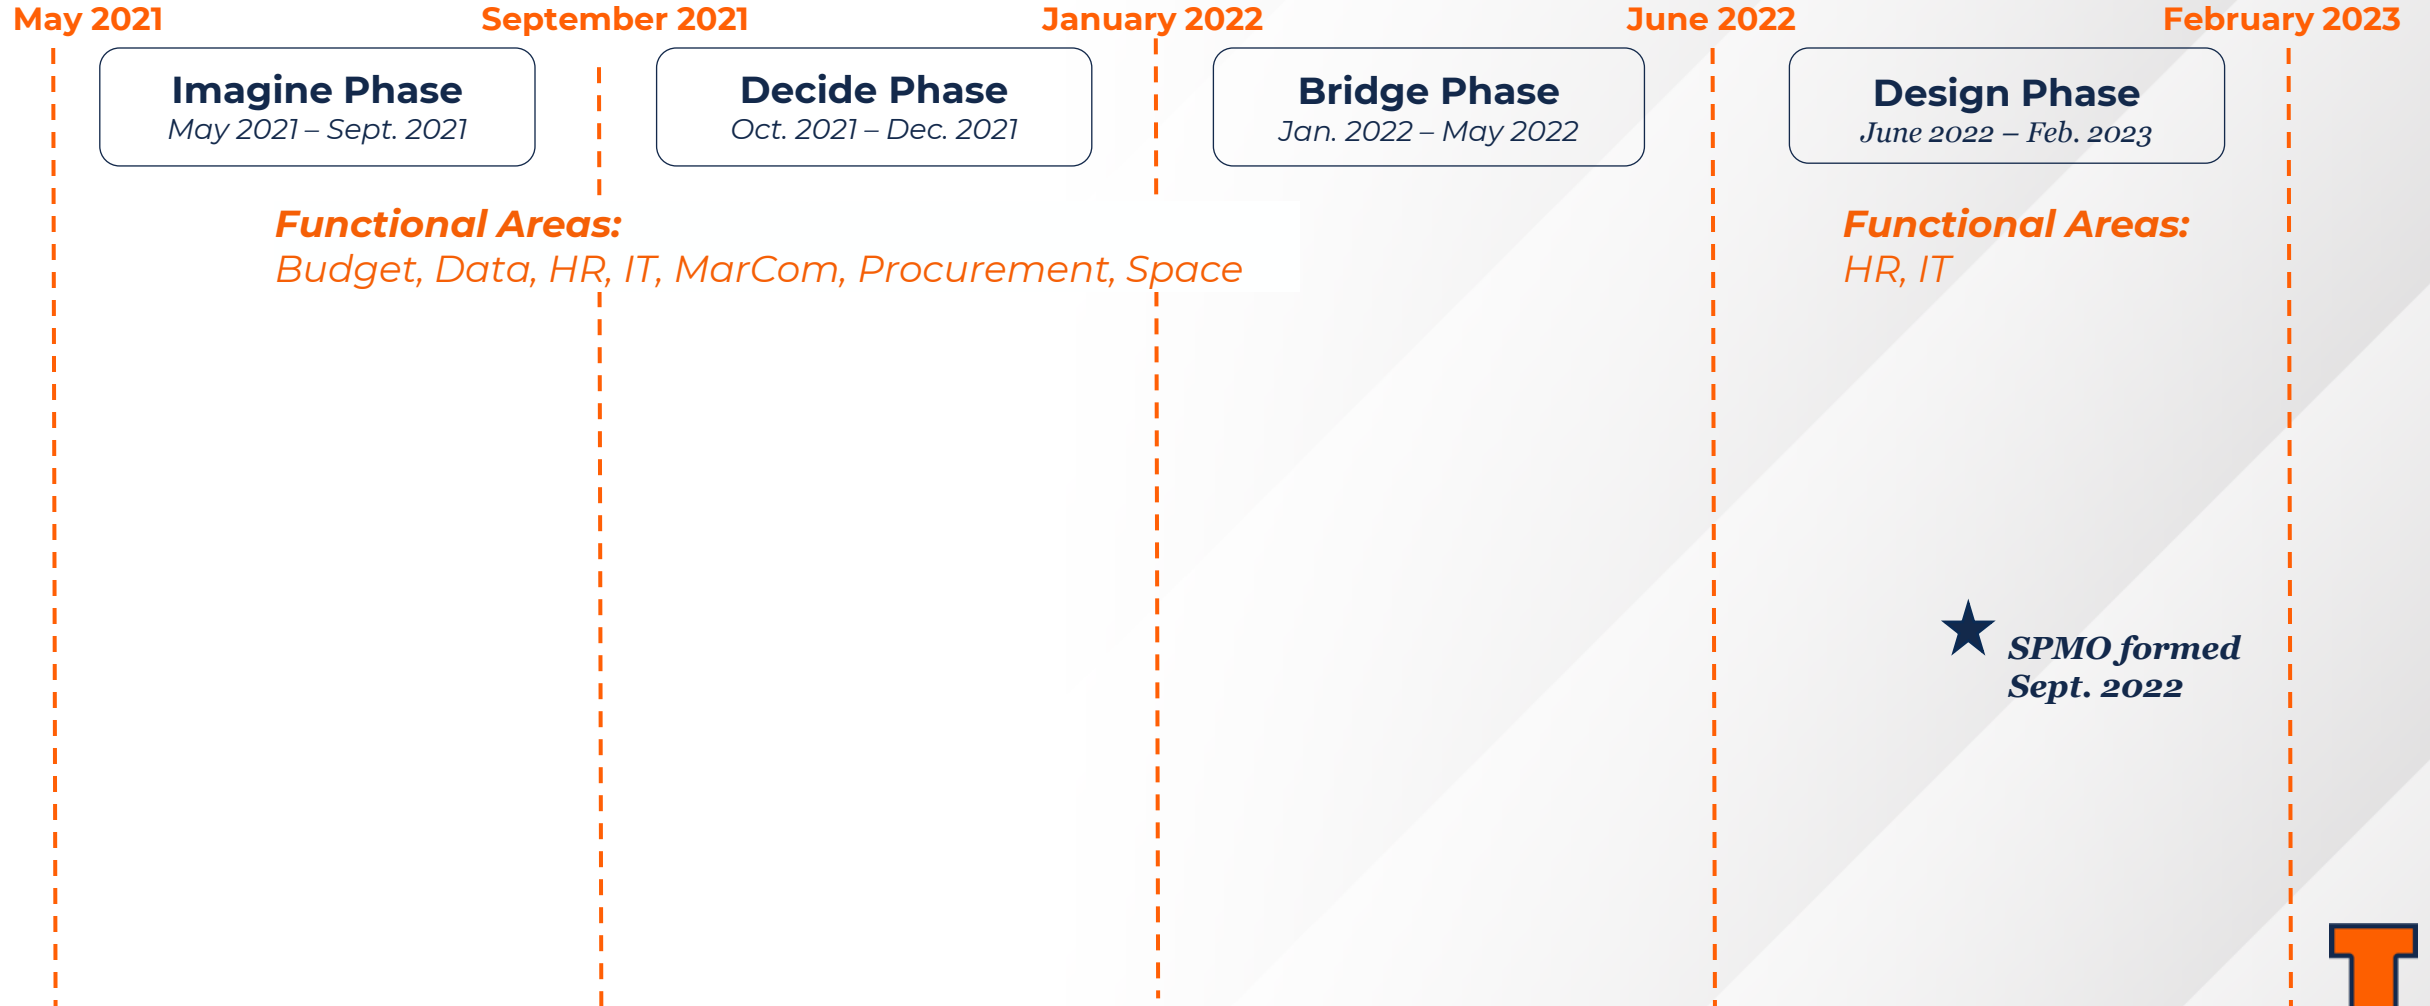 May 2021
September 2021
January 2022
June 2022
February 2023
Imagine Phase
May 2021 – Sept. 2021
Decide Phase
Oct. 2021 – Dec. 2021
Bridge Phase
Jan. 2022 – May 2022
Design Phase
June 2022 – Feb. 2023
Functional Areas:
Budget, Data, HR, IT, MarCom, Procurement, Space
Functional Areas:
HR, IT
SPMO formed
Sept. 2022